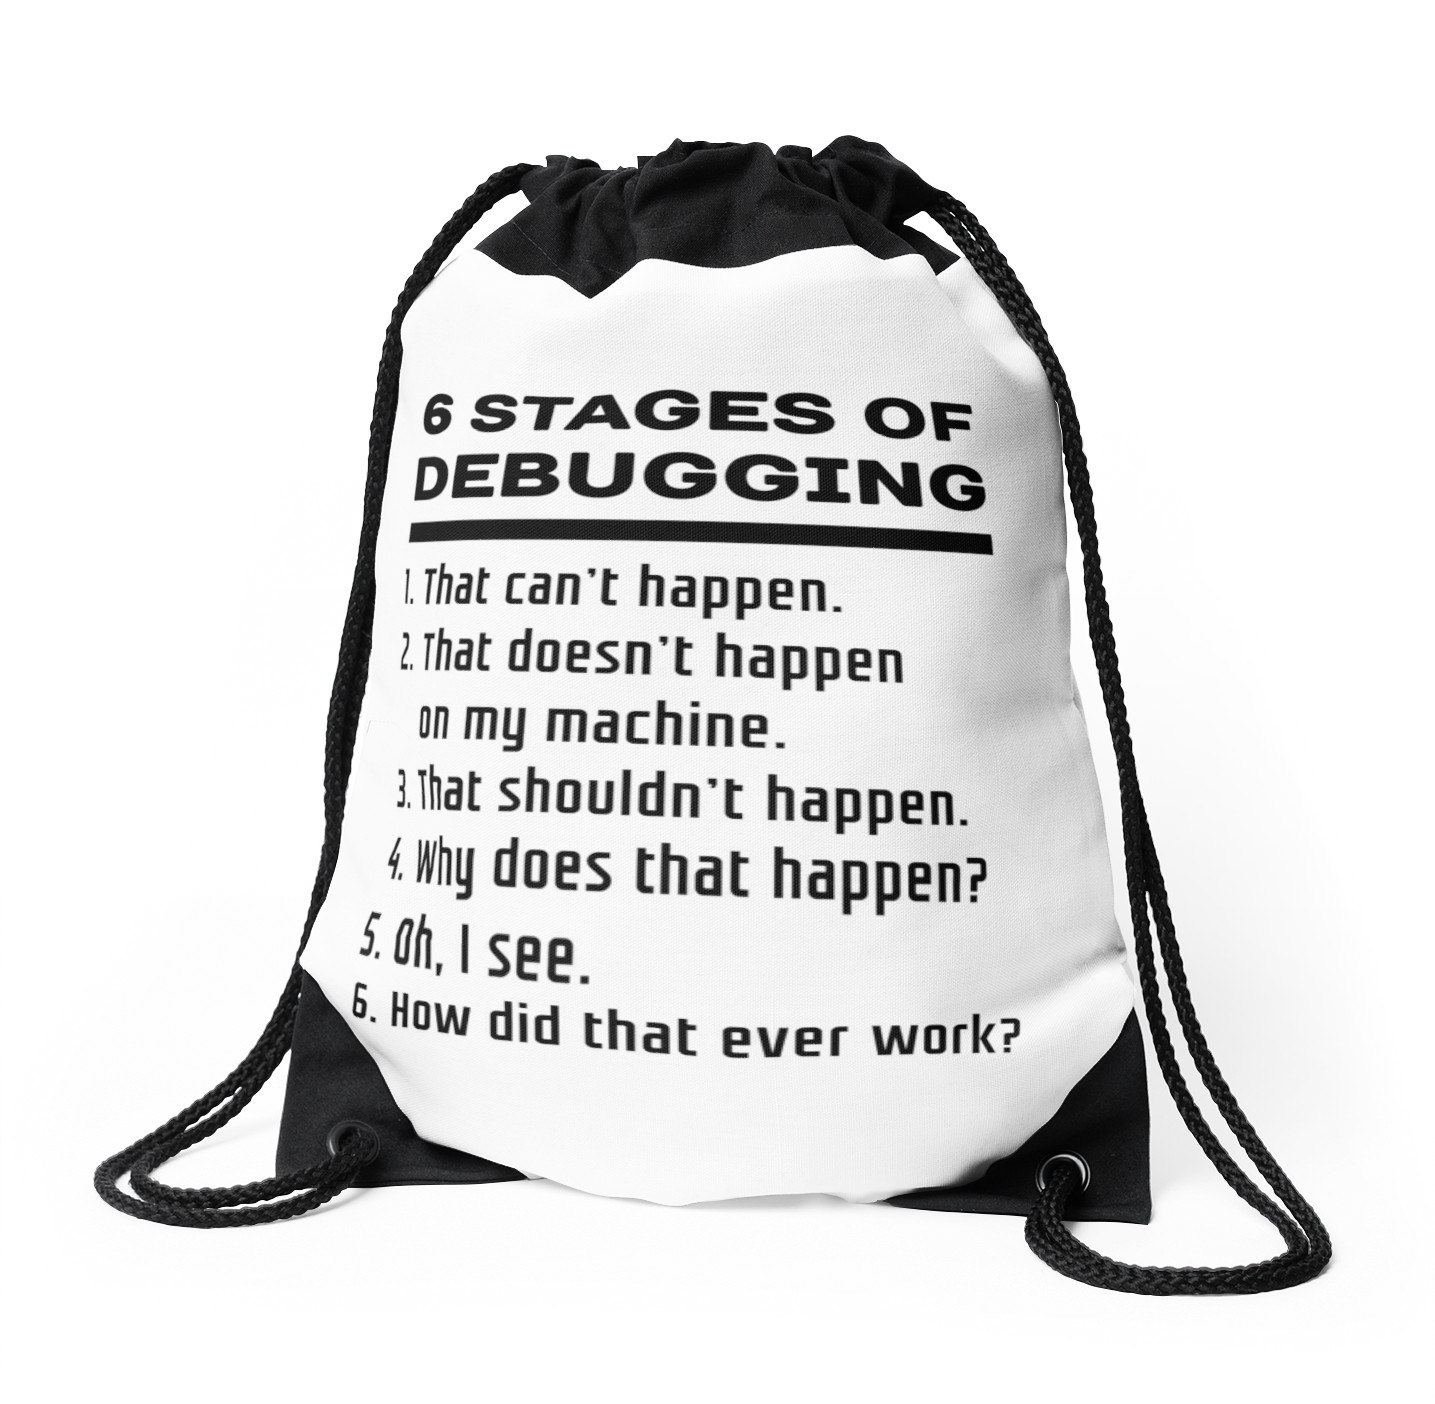 6 STAGES OF
DEBUGGING
1. That can't happen.
2. That doesn't happen
on my machine.
3. That shouldn't happen.
4. Why does that happen?
5. Oh, I see.
6. How did that ever work?